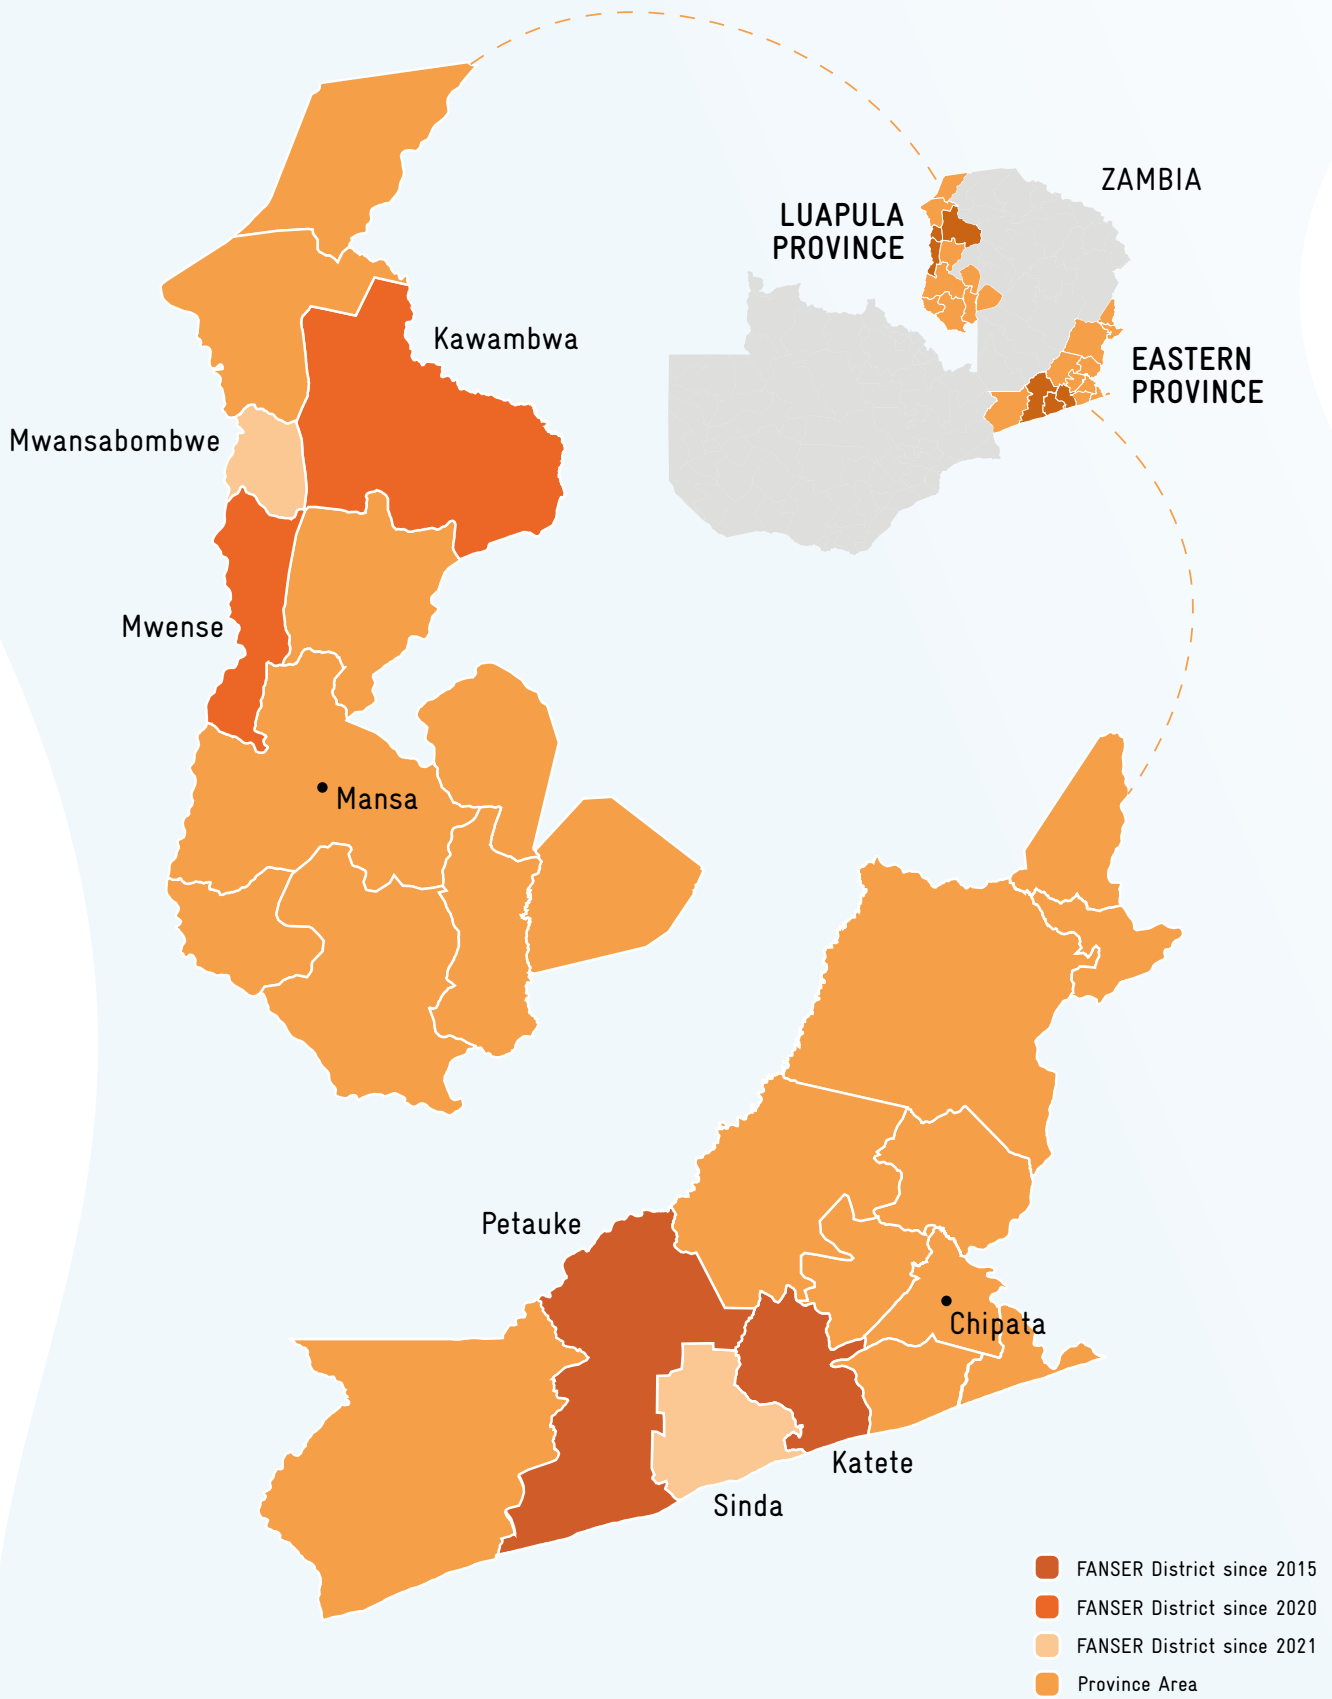 ZAMBIA
LUAPULA
PROVINCE
EASTERN
PROVINCE
Kawambwa
Mwansabombwe
Mwense
Mansa
Petauke
Chipata
Katete
Sinda
FANSER District since 2015
FANSER District since 2020
FANSER District since 2021
Province Area